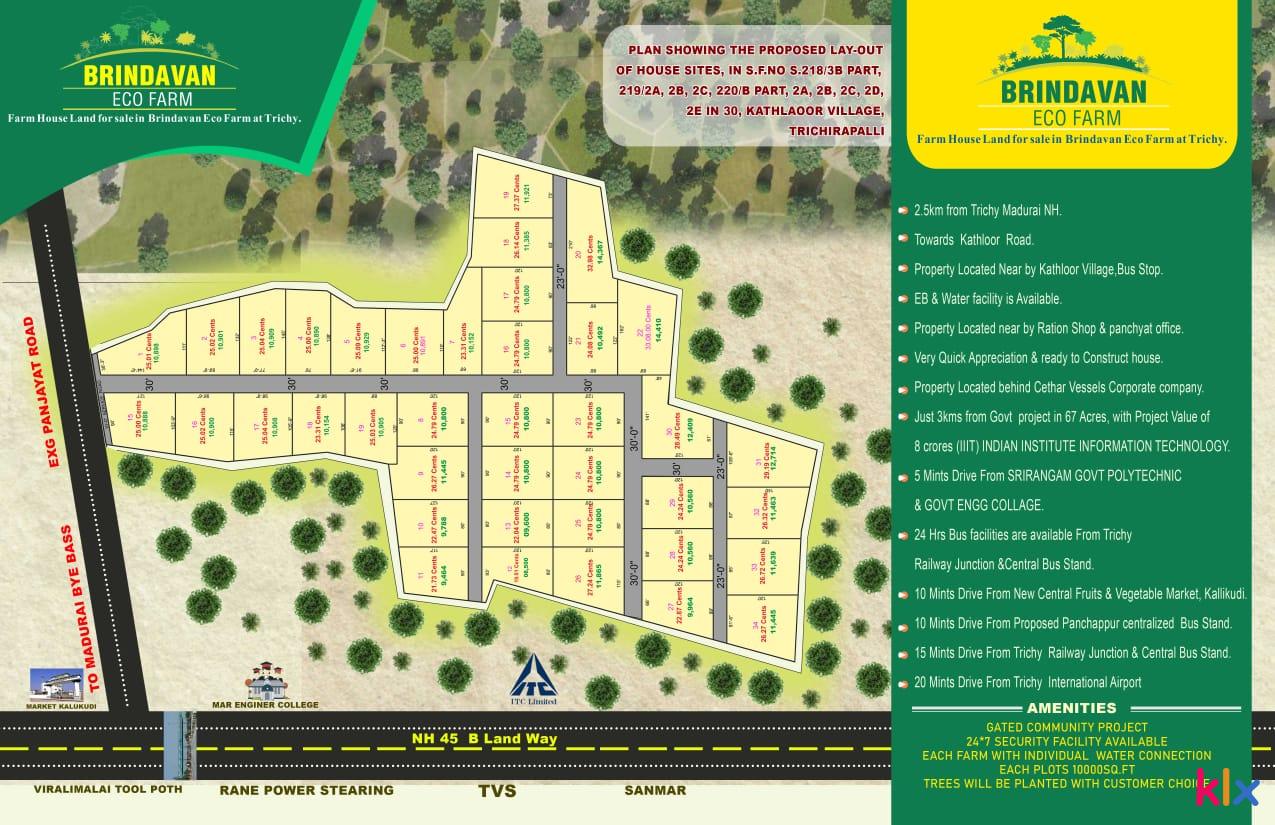 BRINDAVAN
ECO FARM
Farm House Land for sale in Brindavan Eco Farm at Trichy.
PLAN SHOWING THE PROPOSED LAY-OUT
OF HOUSE SITES, IN S.F.NO S.218/3B PART,
219/2A, 2B, 2C, 220/B PART, 2A, 2B, 2C, 2D,
2E IN 30, KATHLAOOR VILLAGE,
TRICHIRAPALLI
BRINDAVAN
ECO FARM
Farm House Land for sale in Brindavan Eco Farm at Trichy.
2.5km from Trichy Madurai NH.
Towards Kathloor Road.
Property Located Near by Kathloor Village,Bus Stop.
EB & Water facility is Available.
Property Located near by Ration Shop & panchyat office.
Very Quick Appreciation & ready to Construct house.
Property Located behind Cethar Vessels Corporate company.
Just 3kms from Govt project in 67 Acres, with Project Value of
8 crores (IIIT) INDIAN INSTITUTE INFORMATION TECHNOLOGY.
5 Mints Drive From SRIRANGAM GOVT POLYTECHNIC
& GOVT ENGG COLLAGE.
24 Hrs Bus facilities are available From Trichy
Railway Junction &Central Bus Stand.
10 Mints Drive From New Central Fruits & Vegetable Market, Kallikudi.
10 Mints Drive From Proposed Panchappur centralized Bus Stand.
15 Mints Drive From Trichy Railway Junction & Central Bus Stand.
20 Mints Drive From Trichy International Airport
AMENITIES
GATED COMMUNITY PROJECT
24*7 SECURITY FACILITY AVAILABLE
EACH FARM WITH INDIVIDUAL WATER CONNECTION
EACH PLOTS 10000SQ.FT
TREES WILL BE PLANTED WITH CUSTOMER CHOICE
klx
EXG PANJAYAT ROAD
TO MADURAI BYE BASS
19 27.37 Cents 11,921
18 26.14 Cents 11,385
17 24.79 Cents 10,800
16 24.79 Cents 10,800
20 32.98 Cents 14,367
21 24.08 Cents 10,492
22 33.08.00 Cents 14,410
23'-0"
1 25.01 Cents 10,898
2 25.02 Cents 10,901
3 25.04 Cents 10,909
4 25.00 Cents 10,890
5 25.09 Cents 10,929
6 25.00 Cents 10,891
7 23.31 Cents 10,152
30'
30'
30'
30'
30'
15 25.00 Cents 10,888
16 25.02 Cents 10,900
17 25.04 Cents 10,908
18 23.31 Cents 10,154
19 25.03 Cents 10,905
8 24.79 Cents 10,800
15 24.79 Cents 10,800
23 24.79 Cents 10,800
30 28.49 Cents 12,409
31 29.19 Cents 12,714
9 26.27 Cents 11,445
14 24.79 Cents 10,800
24 24.79 Cents 10,800
30'-0"
30'
23'-0"
10 22.47 Cents 9,788
13 22.04 Cents 09,600
25 24.79 Cents 10,800
29 24.24 Cents 10,560
32 26.32 Cents 11,463
11 21.73 Cents 9,464
12 19.51 Cents 08,500
26 27.24 Cents 11,865
28 24.24 Cents 10,560
33 26.72 Cents 11,639
30'-0"
23'-0"
27 22.87 Cents 9,964
34 26.27 Cents 11,445
MARKET KALUKUDI
MAR ENGINER COLLEGE
ITC Limited
NH 45 B Land Way
VIRALIMALAI TOOL POTH
RANE POWER STEARING
TVS
SANMAR